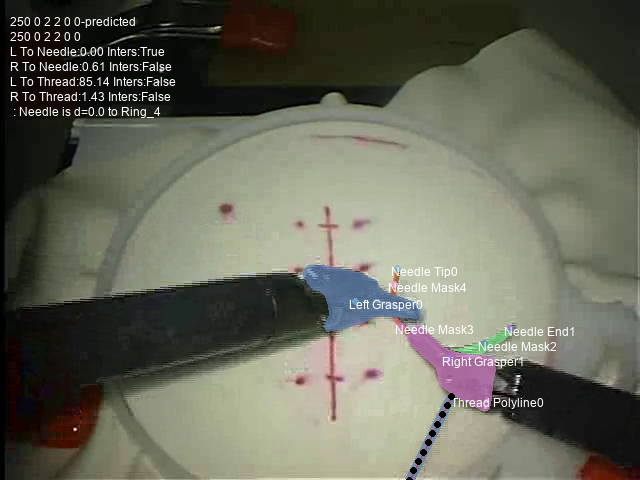 250 0 2 2 0 0-predicted
250 0 2 2 0 0
L To Needle:0.00 Inters:True
R To Needle:0.61 Inters:False
L To Thread:85.14 Inters:False
R To Thread:1.43 Inters:False
: Needle is d=0.0 to Ring_4
Needle Tip0
Needle Mask4
Left Grasper0
Needle Mask3
Needle End1
Needle Mask2
Right Grasper1
Thread Polyline0